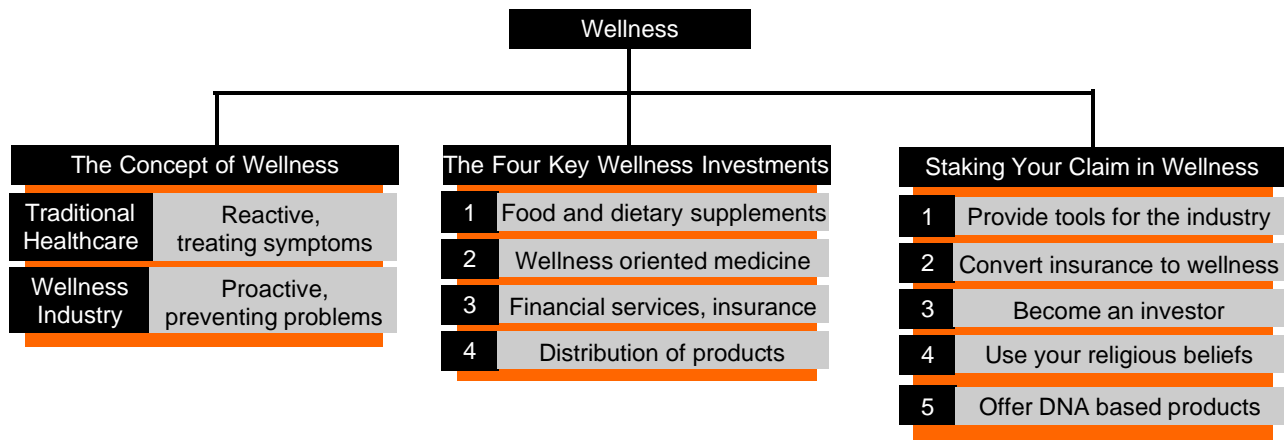 Wellness
The Concept of Wellness
Traditional
Healthcare
Reactive,
treating symptoms
Wellness
Industry
Proactive,
preventing problems
The Four Key Wellness Investments
1 Food and dietary supplements
2 Wellness oriented medicine
3 Financial services, insurance
4 Distribution of products
Staking Your Claim in Wellness
1 Provide tools for the industry
2 Convert insurance to wellness
3 Become an investor
4 Use your religious beliefs
5 Offer DNA based products